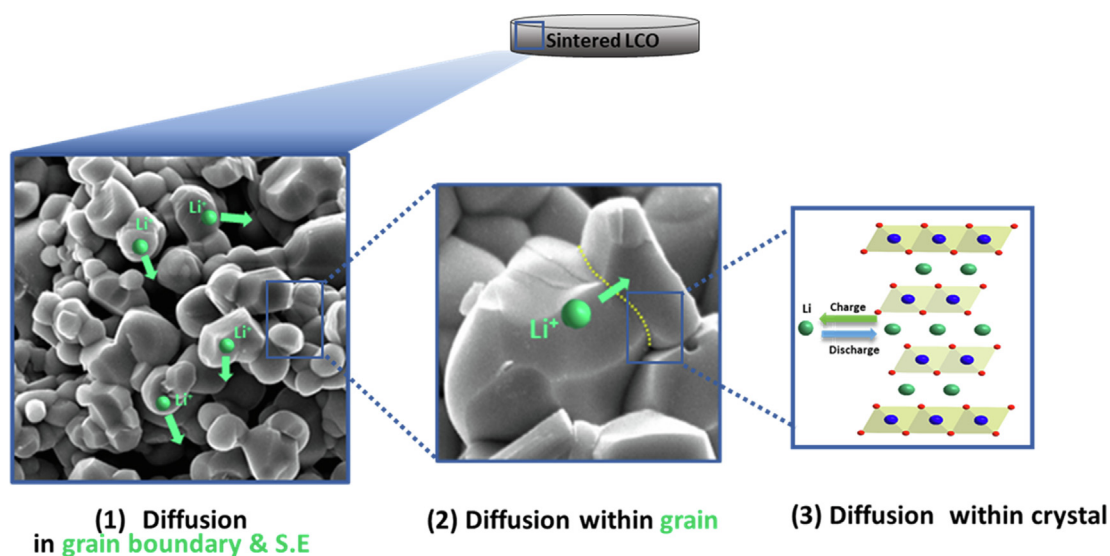 Sintered LCO
Li⁺
Li⁺
Li⁺
Li⁺
Li⁺
Li
Charge
Discharge
(1) Diffusion
in grain boundary & S.E
(2) Diffusion within grain
(3) Diffusion within crystal